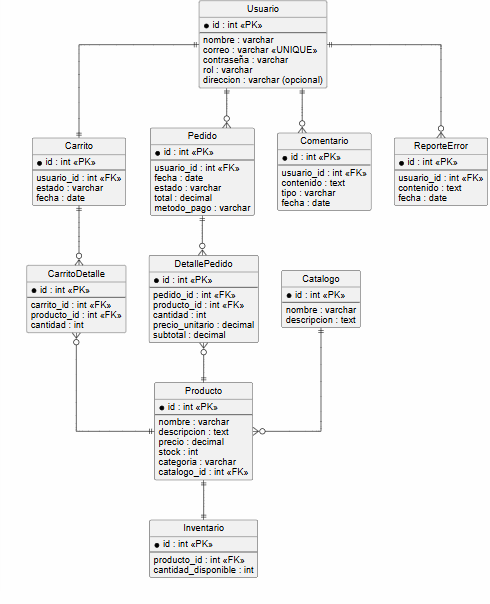 Usuario
● id : int «PK»
nombre : varchar
correo : varchar «UNIQUE»
contraseña : varchar
rol : varchar
direccion : varchar (opcional)
Carrito
● id : int «PK»
usuario_id : int «FK»
estado : varchar
fecha : date
Pedido
● id : int «PK»
usuario_id : int «FK»
fecha : date
estado : varchar
total : decimal
metodo_pago : varchar
Comentario
● id : int «PK»
usuario_id : int «FK»
contenido : text
tipo : varchar
fecha : date
ReporteError
● id : int «PK»
usuario_id : int «FK»
contenido : text
fecha : date
CarritoDetalle
● id : int «PK»
carrito_id : int «FK»
producto_id : int «FK»
cantidad : int
DetallePedido
● id : int «PK»
pedido_id : int «FK»
producto_id : int «FK»
cantidad : int
precio_unitario : decimal
subtotal : decimal
Catalogo
● id : int «PK»
nombre : varchar
descripcion : text
Producto
● id : int «PK»
nombre : varchar
descripcion : text
precio : decimal
stock : int
categoria : varchar
catalogo_id : int «FK»
Inventario
● id : int «PK»
producto_id : int «FK»
cantidad_disponible : int